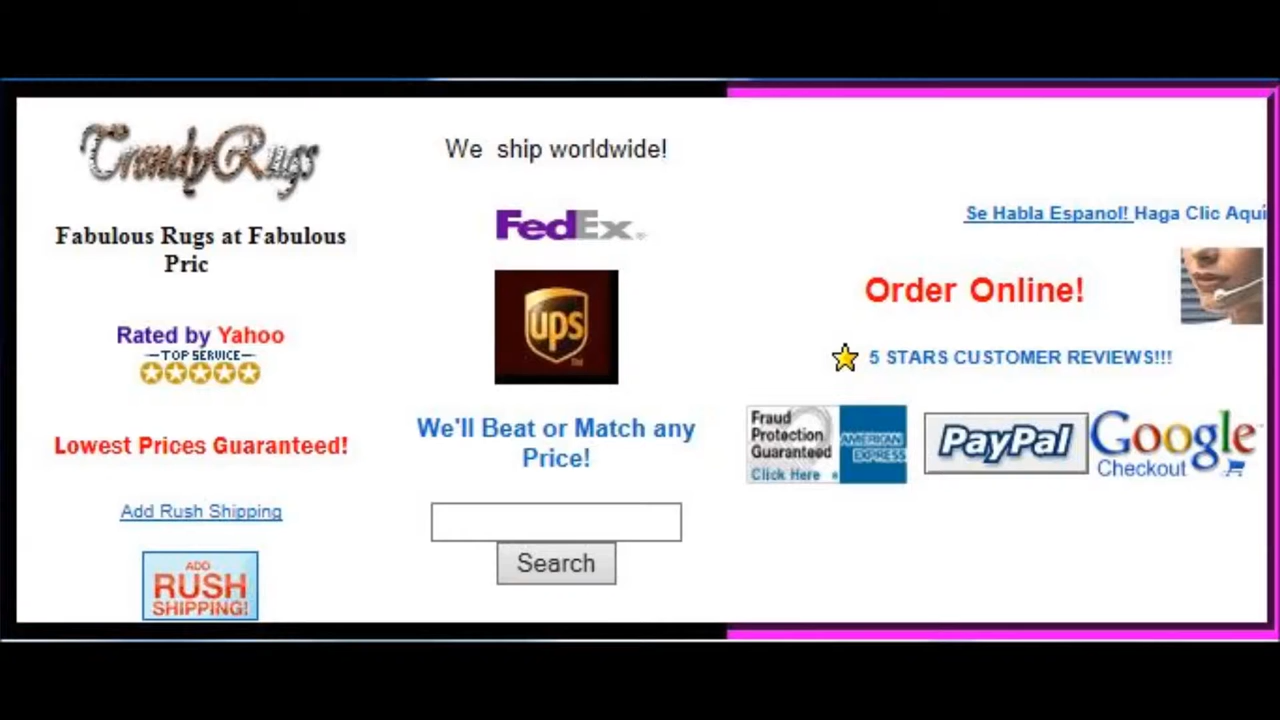 TrendyRugs
Fabulous Rugs at Fabulous
Pric
Rated by Yahoo
TOP SERVICE
Lowest Prices Guaranteed!
Add Rush Shipping
ADD
RUSH
SHIPPING!
We ship worldwide!
FedEx®
ups
TM
We'll Beat or Match any
Price!
Search
Se Habla Espanol! Haga Clic Aquí
Order Online!
5 STARS CUSTOMER REVIEWS!!!
Fraud
Protection
Guaranteed
Click Here »
AMERICAN
EXPRESS
PayPal
Google
Checkout